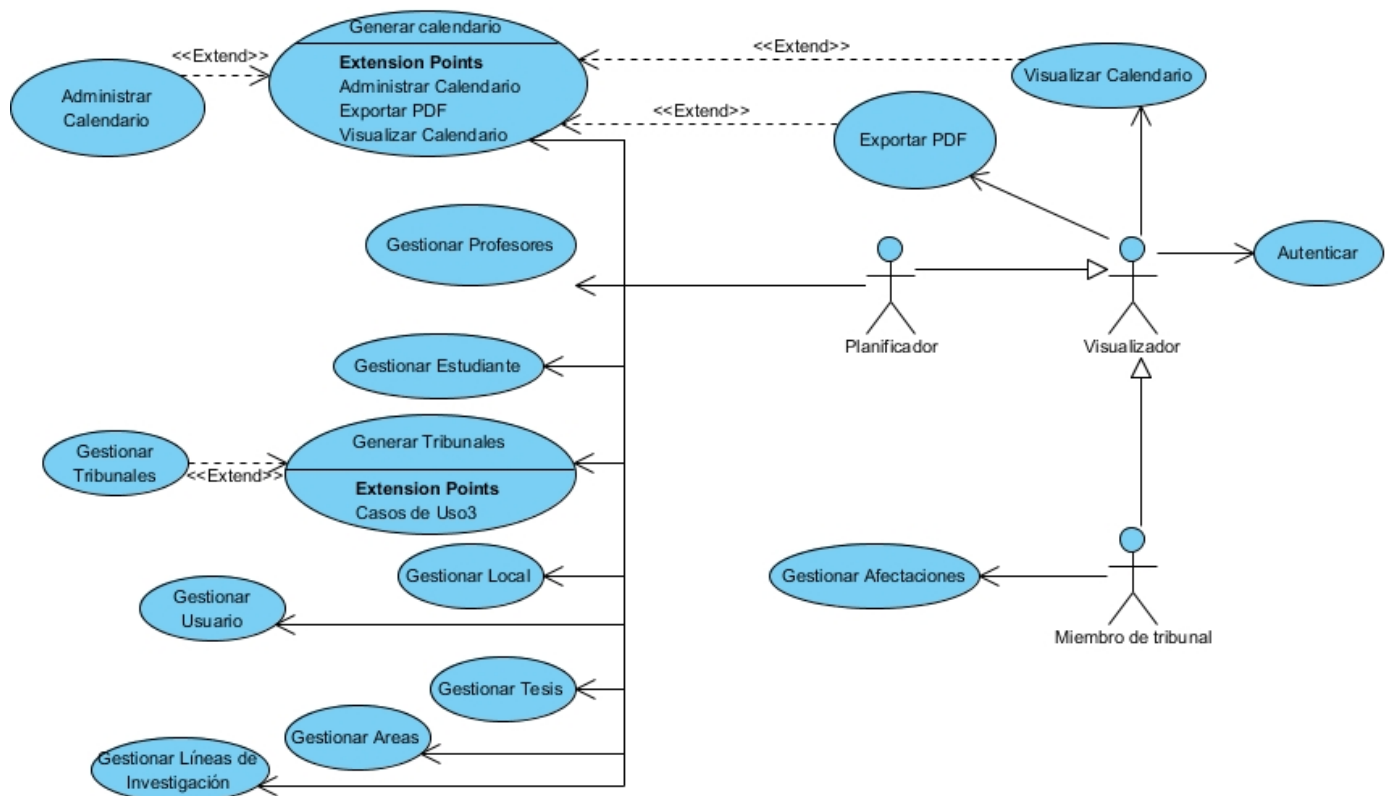 Generar calendario
<<Extend>>
<<Extend>>
Extension Points
Administrar Calendario
Exportar PDF
Visualizar Calendario
Administrar
Calendario
Visualizar Calendario
<<Extend>>
Exportar PDF
Gestionar Profesores
Autenticar
Planificador
Visualizador
Gestionar Estudiante
Generar Tribunales
Gestionar
Tribunales
<<Extend>>
Extension Points
Casos de Uso3
Gestionar Local
Gestionar Afectaciones
Gestionar
Usuario
Miembro de tribunal
Gestionar Tesis
Gestionar Areas
Gestionar Líneas de
Investigación